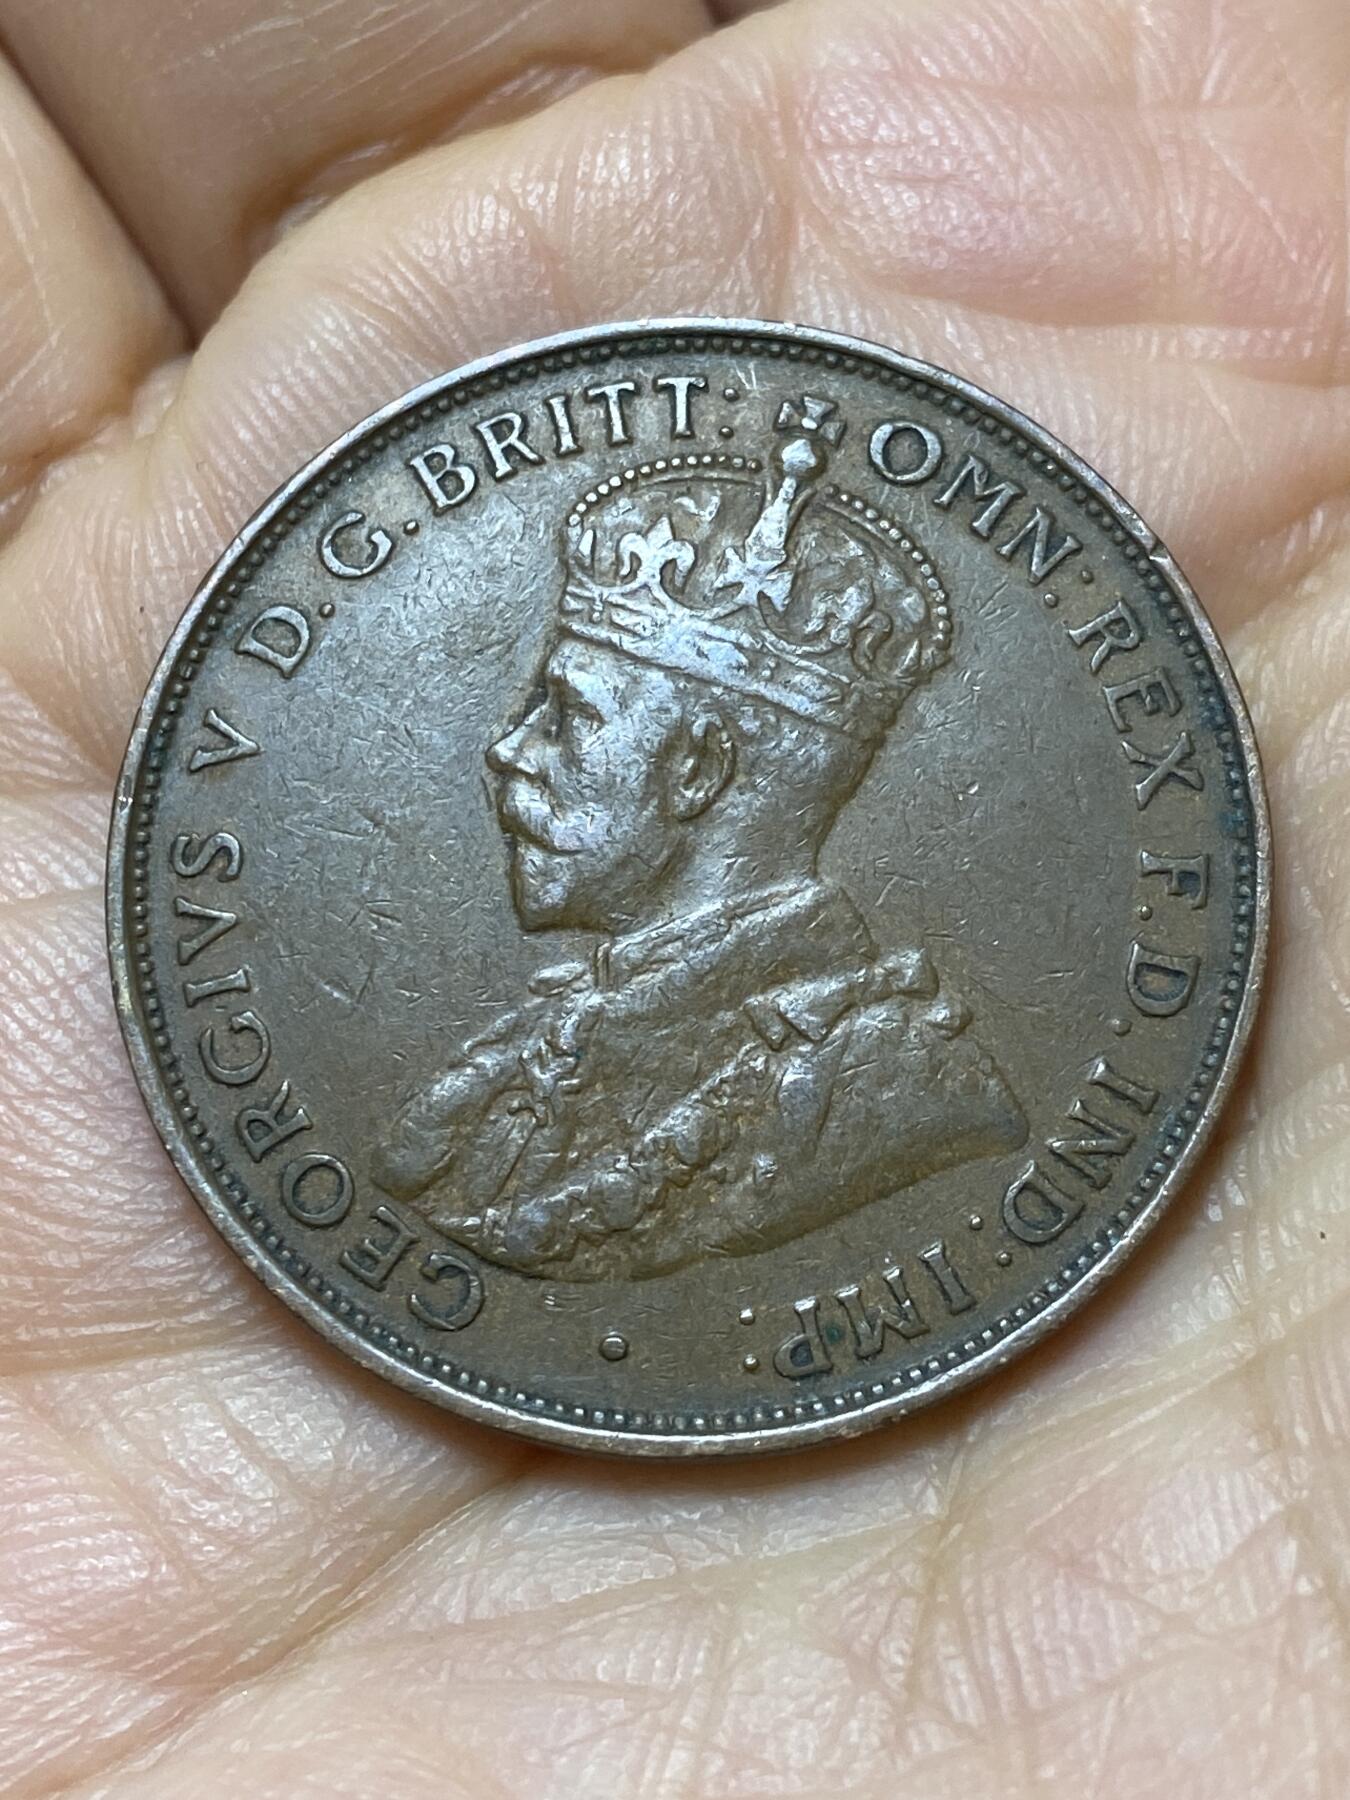 GEORGIVS V D.G. BRITT: OMN: REX F.D. IND: IMP: